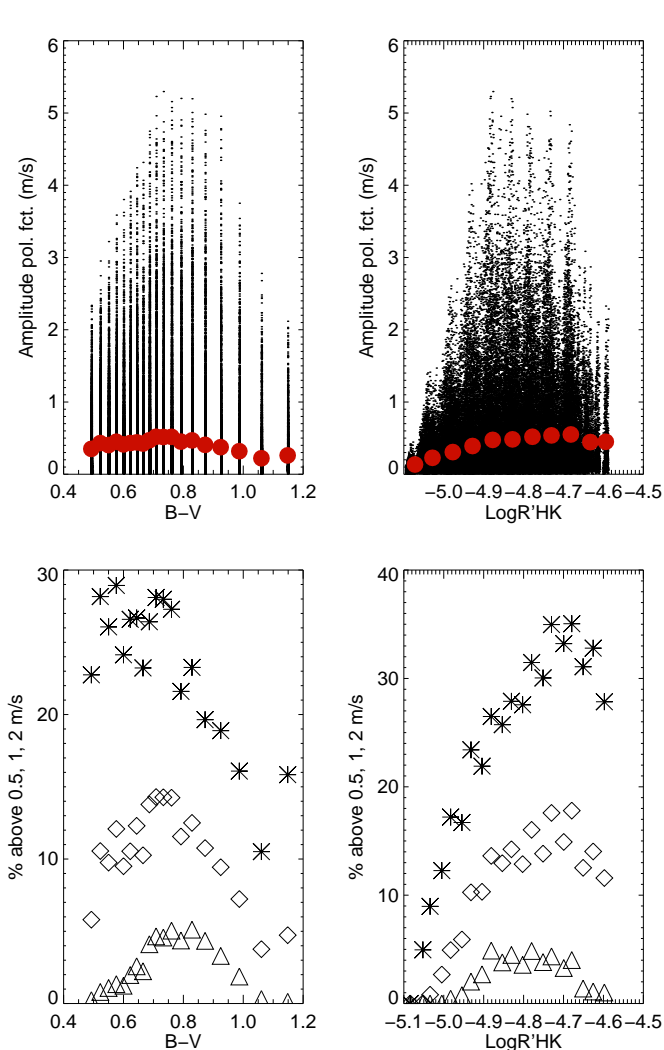 6
5
4
3
2
1
0
Amplitude pol. fct. (m/s)
0.4 0.6 0.8 1.0 1.2
B−V
6
5
4
3
2
1
0
Amplitude pol. fct. (m/s)
−5.0 −4.9 −4.8 −4.7 −4.6 −4.5
LogR'HK
30
20
10
0
% above 0.5, 1, 2 m/s
0.4 0.6 0.8 1.0 1.2
B−V
40
30
20
10
0
% above 0.5, 1, 2 m/s
−5.1 −5.0 −4.9 −4.8 −4.7 −4.6 −4.5
LogR'HK